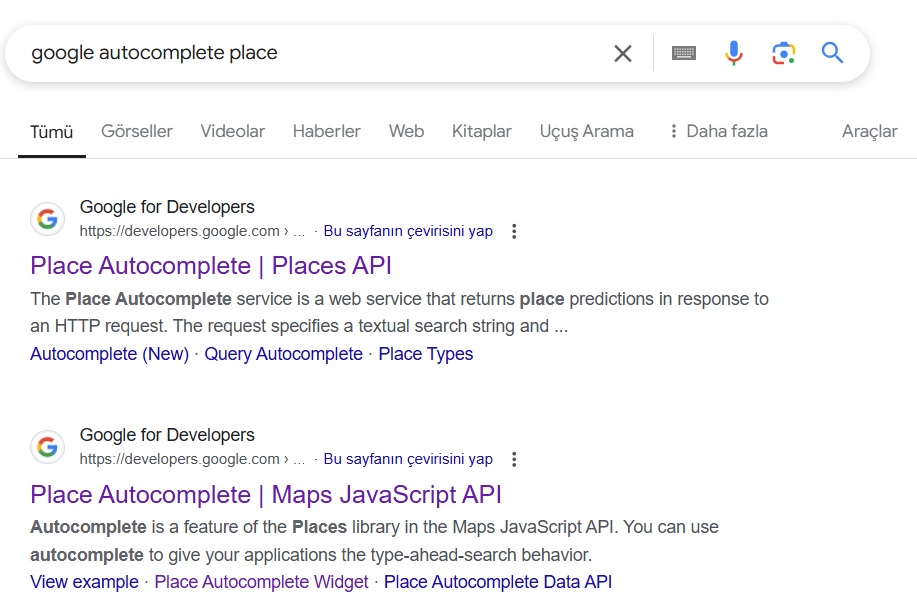 google autocomplete place
Tümü Görseller Videolar Haberler Web Kitaplar Uçuş Arama Daha fazla Araçlar
Google for Developers
https://developers.google.com › ... · Bu sayfanın çevirisini yap
Place Autocomplete | Places API
The Place Autocomplete service is a web service that returns place predictions in response to
an HTTP request. The request specifies a textual search string and ...
Autocomplete (New) · Query Autocomplete · Place Types
Google for Developers
https://developers.google.com › ... · Bu sayfanın çevirisini yap
Place Autocomplete | Maps JavaScript API
Autocomplete is a feature of the Places library in the Maps JavaScript API. You can use
autocomplete to give your applications the type-ahead-search behavior.
View example · Place Autocomplete Widget · Place Autocomplete Data API